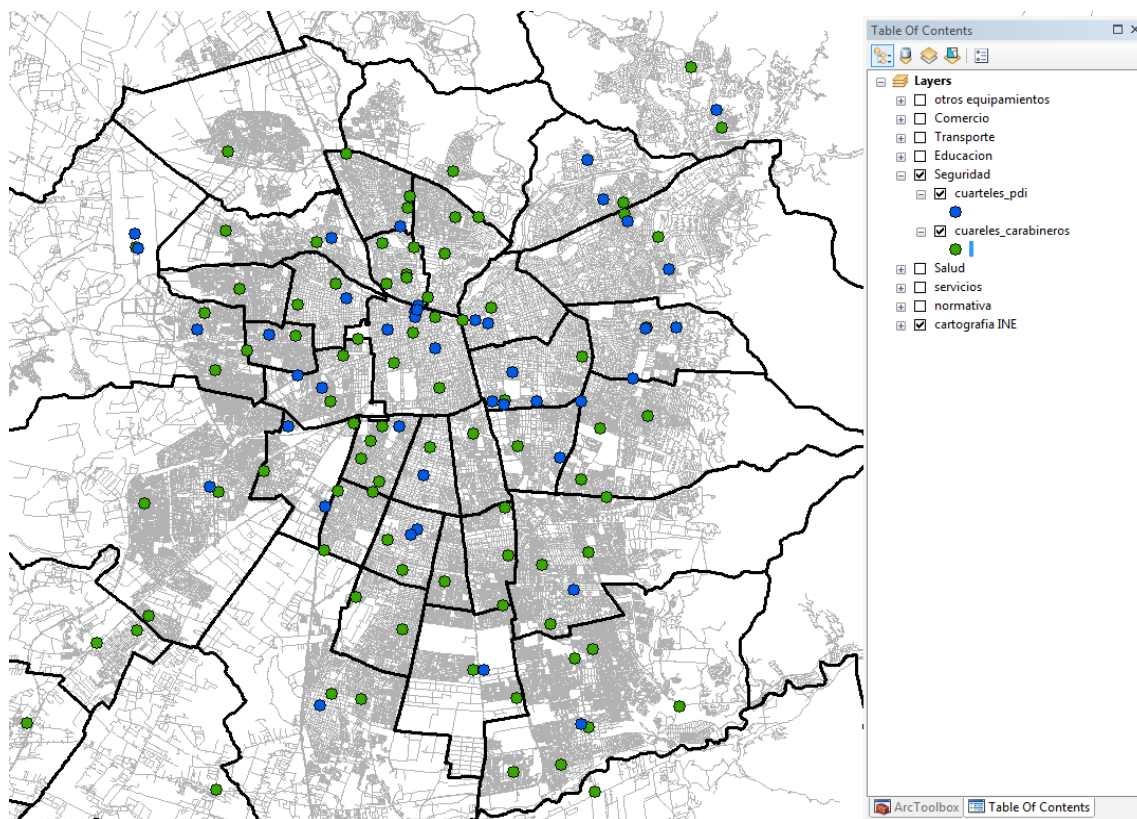 Table Of Contents
Layers
otros equipamientos
Comercio
Transporte
Educacion
Seguridad
cuarteles_pdi
cuareles_carabineros
Salud
servicios
normativa
cartografia INE
ArcToolbox
Table Of Contents